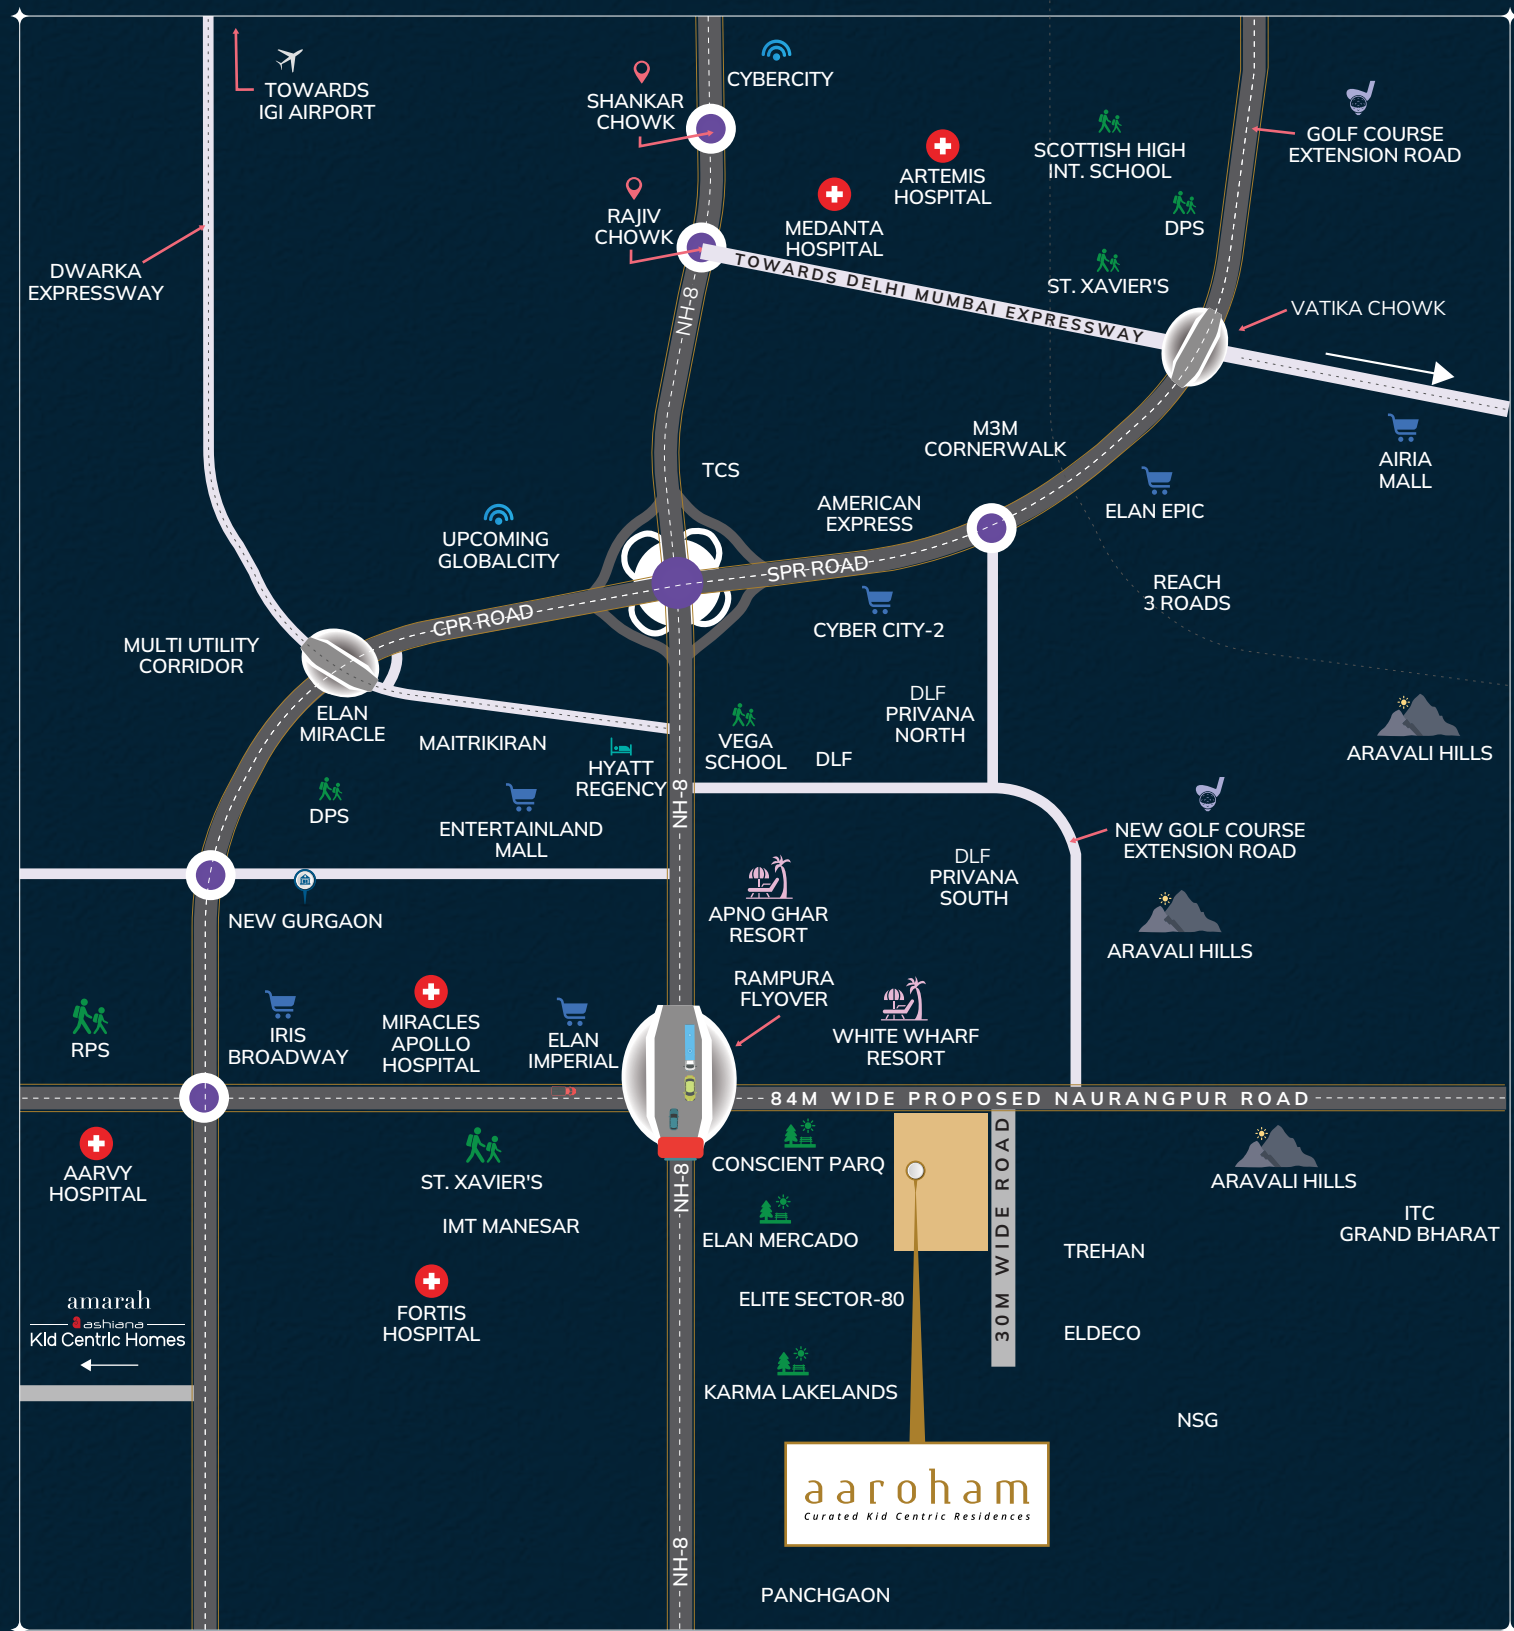 TOWARDS
IGI AIRPORT
CYBERCITY
SHANKAR
CHOWK
GOLF COURSE
EXTENSION ROAD
SCOTTISH HIGH
INT. SCHOOL
ARTEMIS
HOSPITAL
RAJIV
CHOWK
MEDANTA
HOSPITAL
DPS
DWARKA
EXPRESSWAY
TOWARDS DELHI MUMBAI EXPRESSWAY
ST. XAVIER'S
VATIKA CHOWK
NH-8
M3M
CORNERWALK
AIRIA
MALL
TCS
AMERICAN
EXPRESS
ELAN EPIC
UPCOMING
GLOBALCITY
SPR ROAD
REACH
3 ROADS
CPR ROAD
CYBER CITY-2
MULTI UTILITY
CORRIDOR
DLF
PRIVANA
NORTH
ELAN
MIRACLE
MAITRIKIRAN
VEGA
SCHOOL
DLF
ARAVALI HILLS
HYATT
REGENCY
NH-8
DPS
ENTERTAINLAND
MALL
NEW GOLF COURSE
EXTENSION ROAD
DLF
PRIVANA
SOUTH
NEW GURGAON
APNO GHAR
RESORT
ARAVALI HILLS
RAMPURA
FLYOVER
RPS
IRIS
BROADWAY
MIRACLES
APOLLO
HOSPITAL
ELAN
IMPERIAL
WHITE WHARF
RESORT
84M WIDE PROPOSED NAURANGPUR ROAD
AARVY
HOSPITAL
ST. XAVIER'S
NH-8
CONSCIENT PARQ
30M WIDE ROAD
ARAVALI HILLS
IMT MANESAR
ELAN MERCADO
ITC
GRAND BHARAT
TREHAN
amarah
ashiana
Kid Centric Homes
FORTIS
HOSPITAL
ELITE SECTOR-80
ELDECO
KARMA LAKELANDS
NSG
aaroham
Curated Kid Centric Residences
NH-8
PANCHGAON